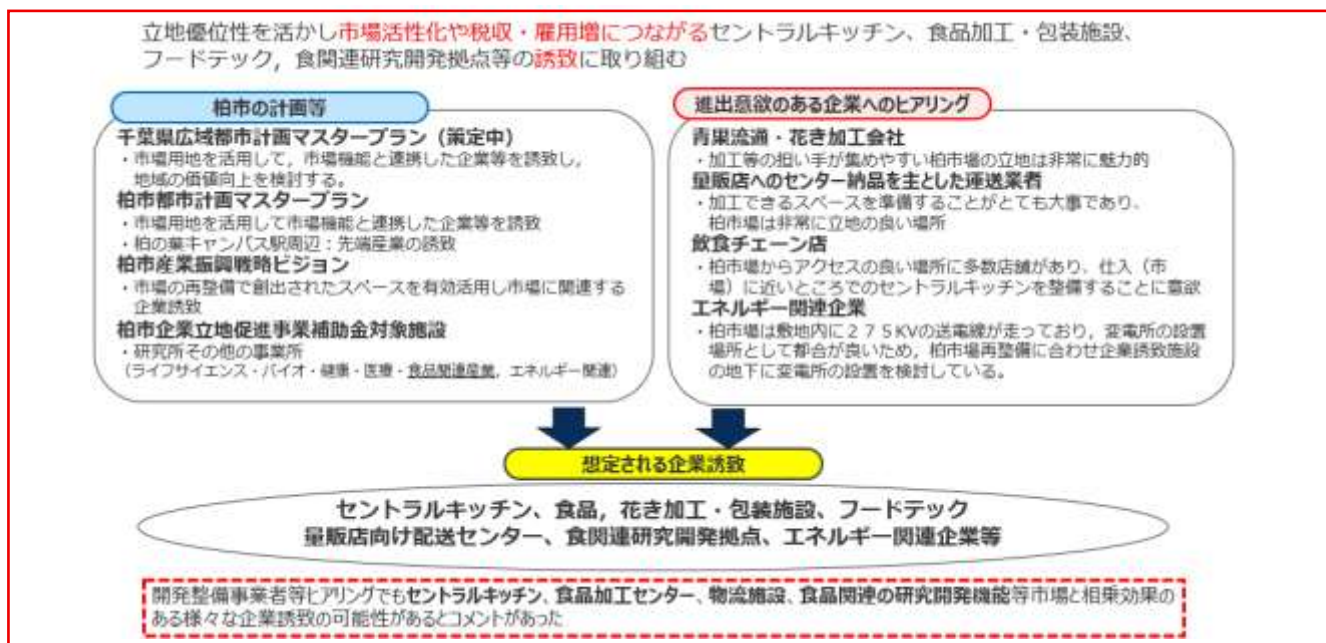 立地優位性を活かし市場活性化や税収・雇用増につながるセントラルキッチン、食品加工・包装施設、
フードテック，食関連研究開発拠点等の誘致に取り組む
柏市の計画等
千葉県広域都市計画マスタープラン（策定中）
・市場用地を活用して，市場機能と連携した企業等を誘致し，
地域の価値向上を検討する。
柏市都市計画マスタープラン
・市場用地を活用して市場機能と連携した企業等を誘致
・柏の葉キャンパス駅周辺：先端産業の誘致
柏市産業振興戦略ビジョン
・市場の再整備で創出されたスペースを有効活用し市場に関連する
企業誘致
柏市企業立地促進事業補助金対象施設
・研究所その他の事業所
（ライフサイエンス・バイオ・健康・医療・食品関連産業，エネルギー関連）
進出意欲のある企業へのヒアリング
青果流通・花き加工会社
・加工等の担い手が集めやすい柏市場の立地は非常に魅力的
量販店へのセンター納品を主とした運送業者
・加工できるスペースを準備することがとても大事であり、
柏市場は非常に立地の良い場所
飲食チェーン店
・柏市場からアクセスの良い場所に多数店舗があり、仕入（市
場）に近いところでのセントラルキッチンを整備することに意欲
エネルギー関連企業
・柏市場は敷地内に２７５KVの送電線が走っており，変電所の設置
場所として都合が良いため，柏市場再整備に合わせ企業誘致施設
の地下に変電所の設置を検討している。
想定される企業誘致
セントラルキッチン、食品，花き加工・包装施設、フードテック
量販店向け配送センター、食関連研究開発拠点、エネルギー関連企業等
開発整備事業者等ヒアリングでもセントラルキッチン、食品加工センター、物流施設、食品関連の研究開発機能等市場と相乗効果の
ある様々な企業誘致の可能性があるとコメントがあった